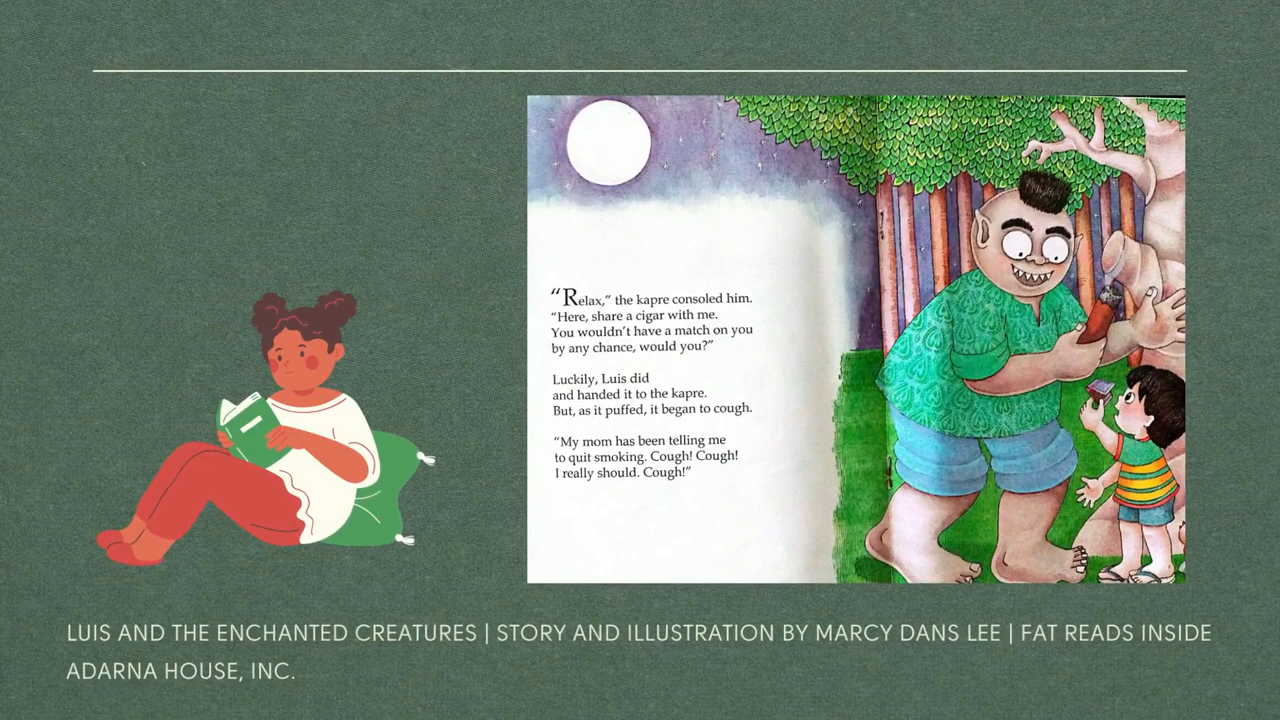 “Relax,” the kapre consoled him.
“Here, share a cigar with me.
You wouldn’t have a match on you
by any chance, would you?”
Luckily, Luis did
and handed it to the kapre.
But, as it puffed, it began to cough.
“My mom has been telling me
to quit smoking. Cough! Cough!
I really should. Cough!”
LUIS AND THE ENCHANTED CREATURES | STORY AND ILLUSTRATION BY MARCY DANS LEE | FAT READS INSIDE
ADARNA HOUSE, INC.